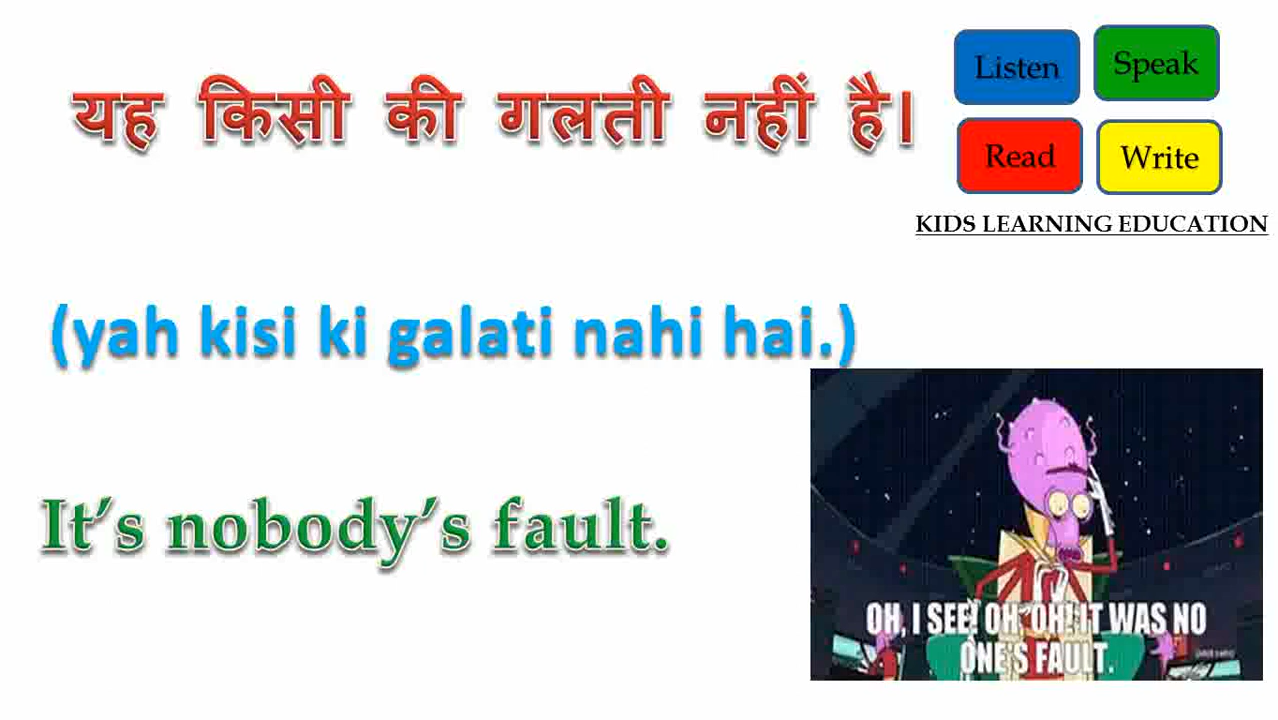 यह किसी की गलती नहीं है।
Listen
Speak
Read
Write
KIDS LEARNING EDUCATION
(yah kisi ki galati nahi hai.)
It’s nobody’s fault.
OH, I SEE! OH, OH! IT WAS NO
ONE'S FAULT.